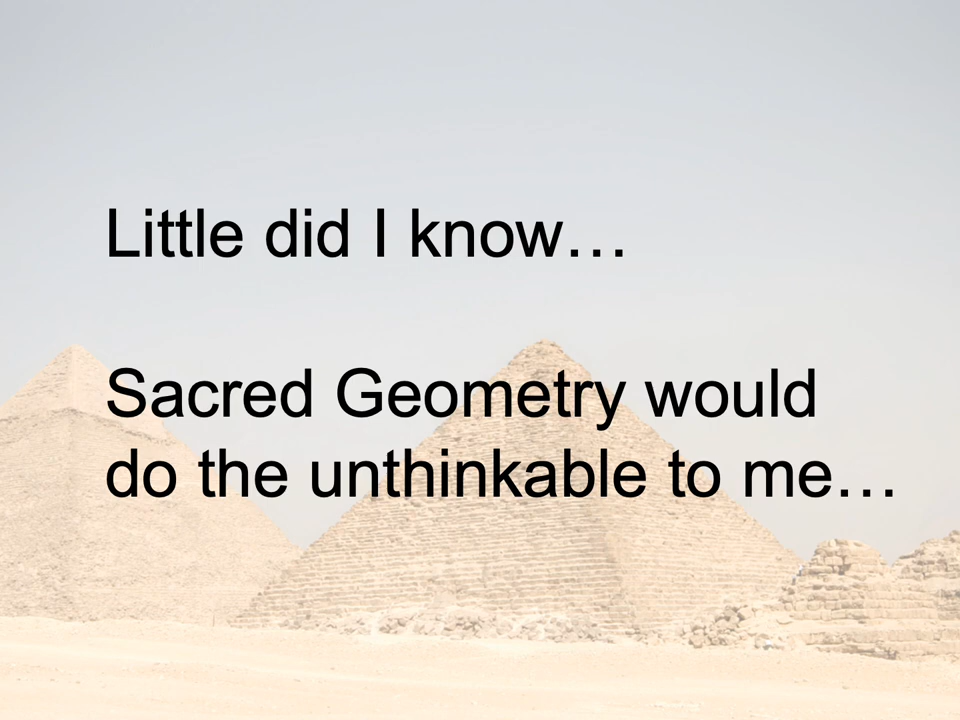 Little did I know…
Sacred Geometry would
do the unthinkable to me…